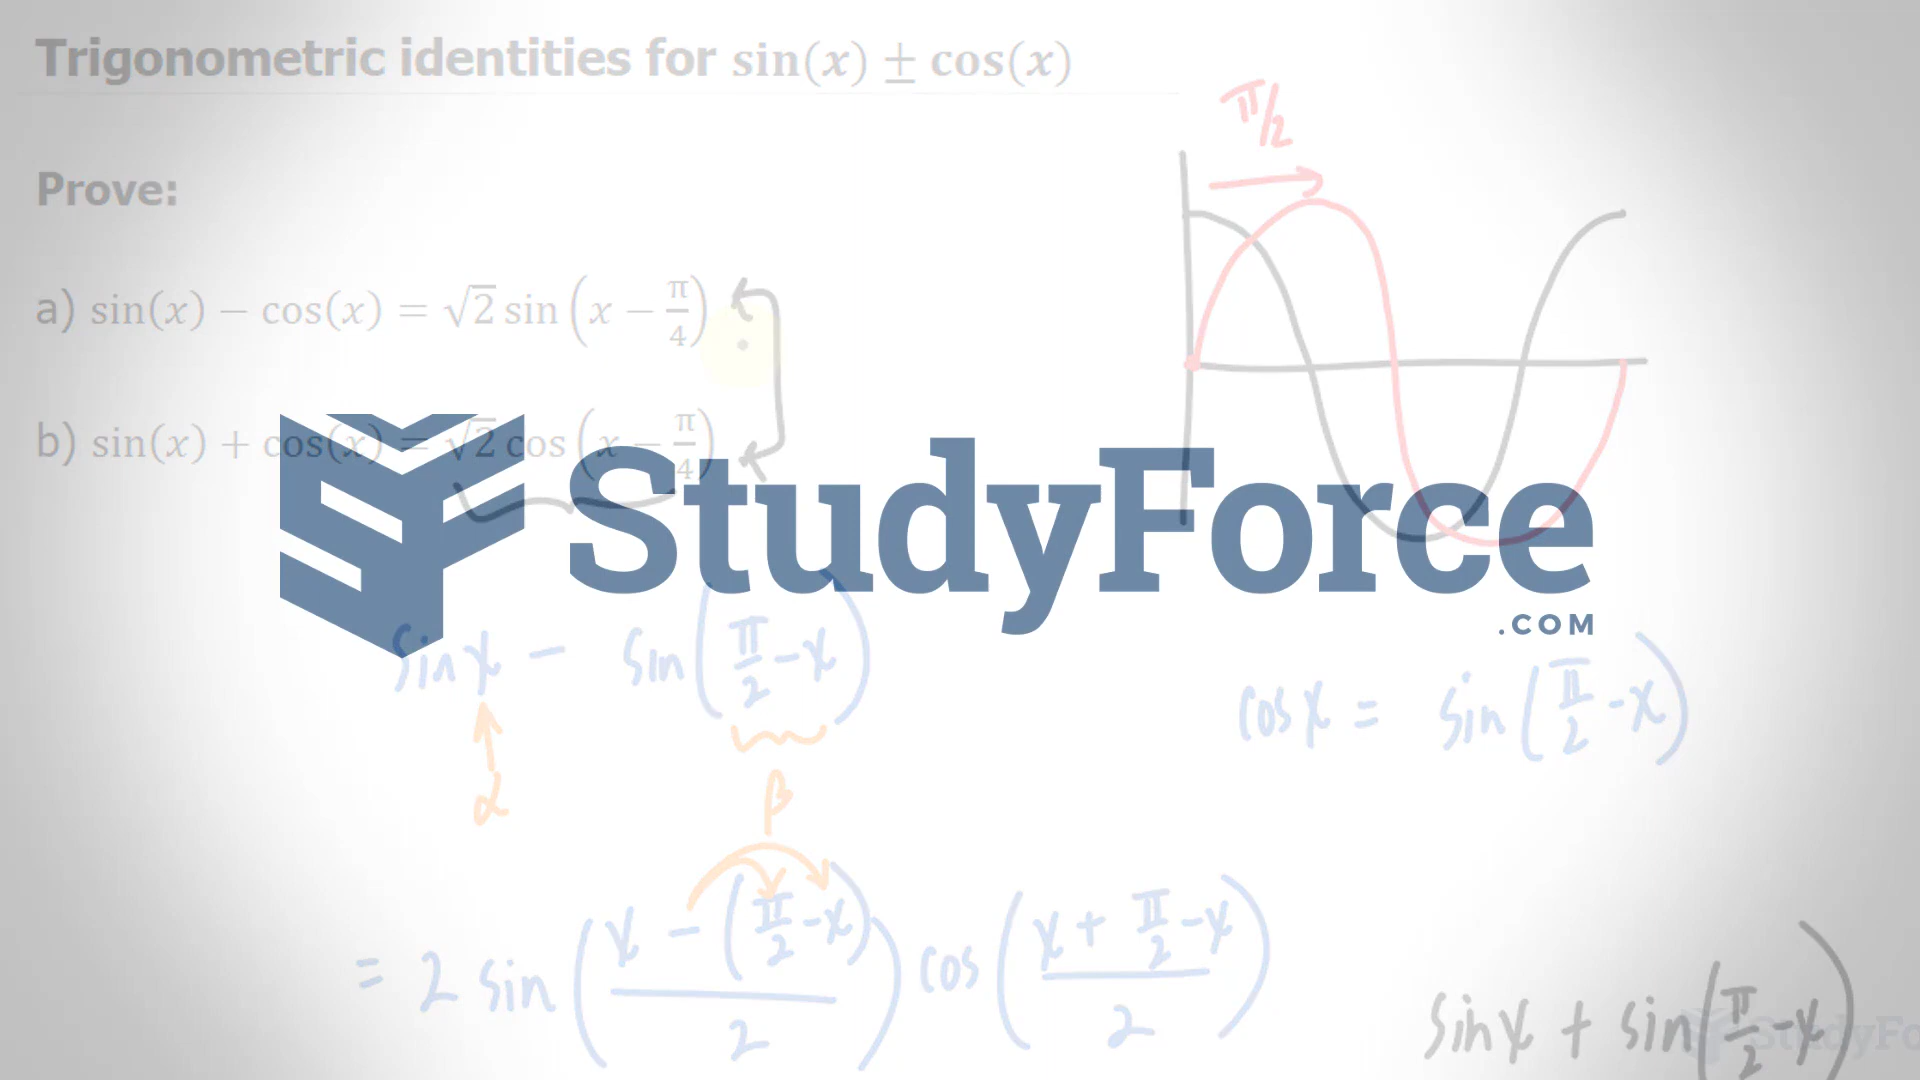 Trigonometric identities for sin(x) ± cos(x)
π/2
Prove:
a) sin(x) − cos(x) = √2 sin (x − π/4)
b) sin(x) + cos(x) = √2 cos (x − π/4)
StudyForce
.COM
sin x − sin(π/2 − x)
cos x = sin(π/2 − x)
α
β
= 2 sin((x − (π/2 − x))/2) cos((x + π/2 − x)/2)
sin x + sin(π/2 − x)
StudyFo